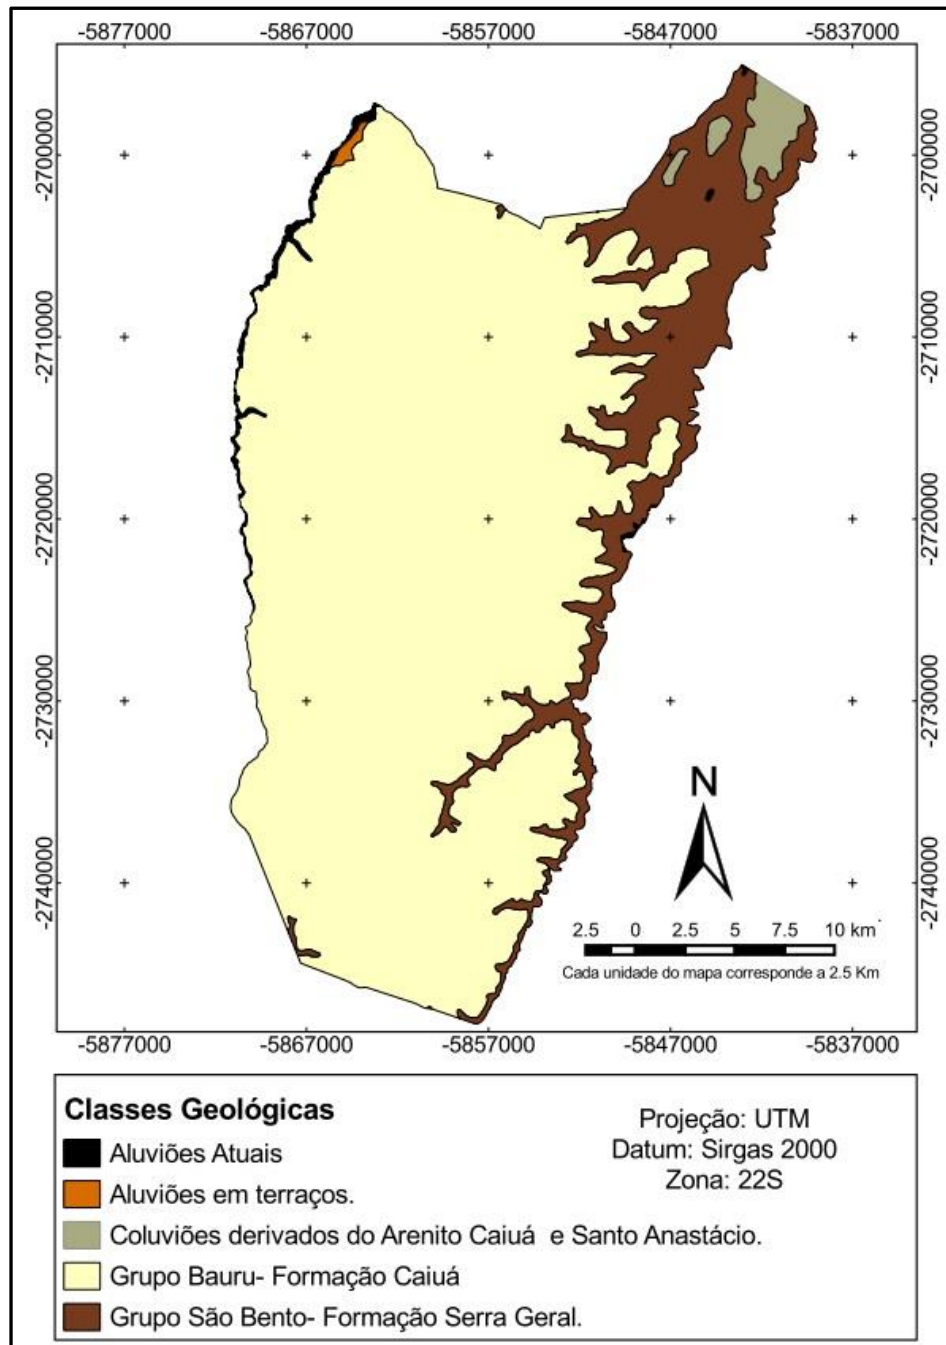 -5877000 -5867000 -5857000 -5847000 -5837000
-2700000 -2700000
-2710000 -2710000
-2720000 -2720000
-2730000 -2730000
N
-2740000 -2740000
2.5 0 2.5 5 7.5 10 km
Cada unidade do mapa corresponde a 2.5 Km
-5877000 -5867000 -5857000 -5847000 -5837000
Classes Geológicas
Projeção: UTM
Datum: Sirgas 2000
Zona: 22S
Aluviões Atuais
Aluviões em terraços.
Coluviões derivados do Arenito Caiuá e Santo Anastácio.
Grupo Bauru- Formação Caiuá
Grupo São Bento- Formação Serra Geral.